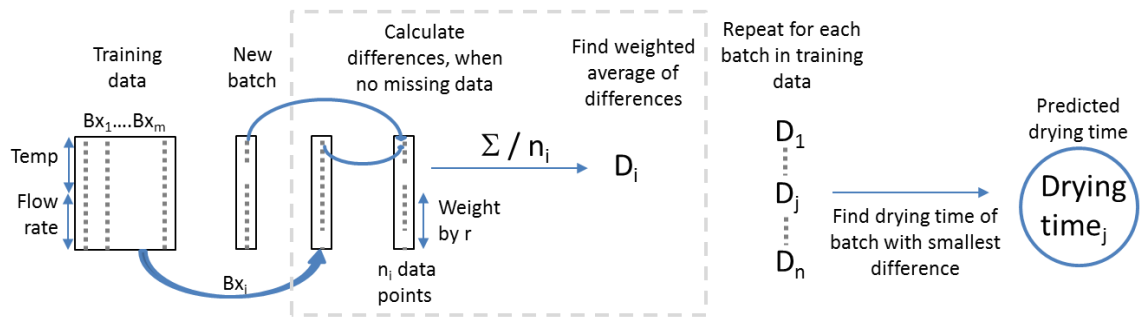 Training
data
Bx1....Bxm
Temp
Flow
rate
New
batch
Bxi
Calculate
differences, when
no missing data
Weight
by r
ni data
points
Σ / ni
Find weighted
average of
differences
Di
Repeat for each
batch in training
data
D1
Dj
Dn
Find drying time of
batch with smallest
difference
Predicted
drying time
Drying
timej